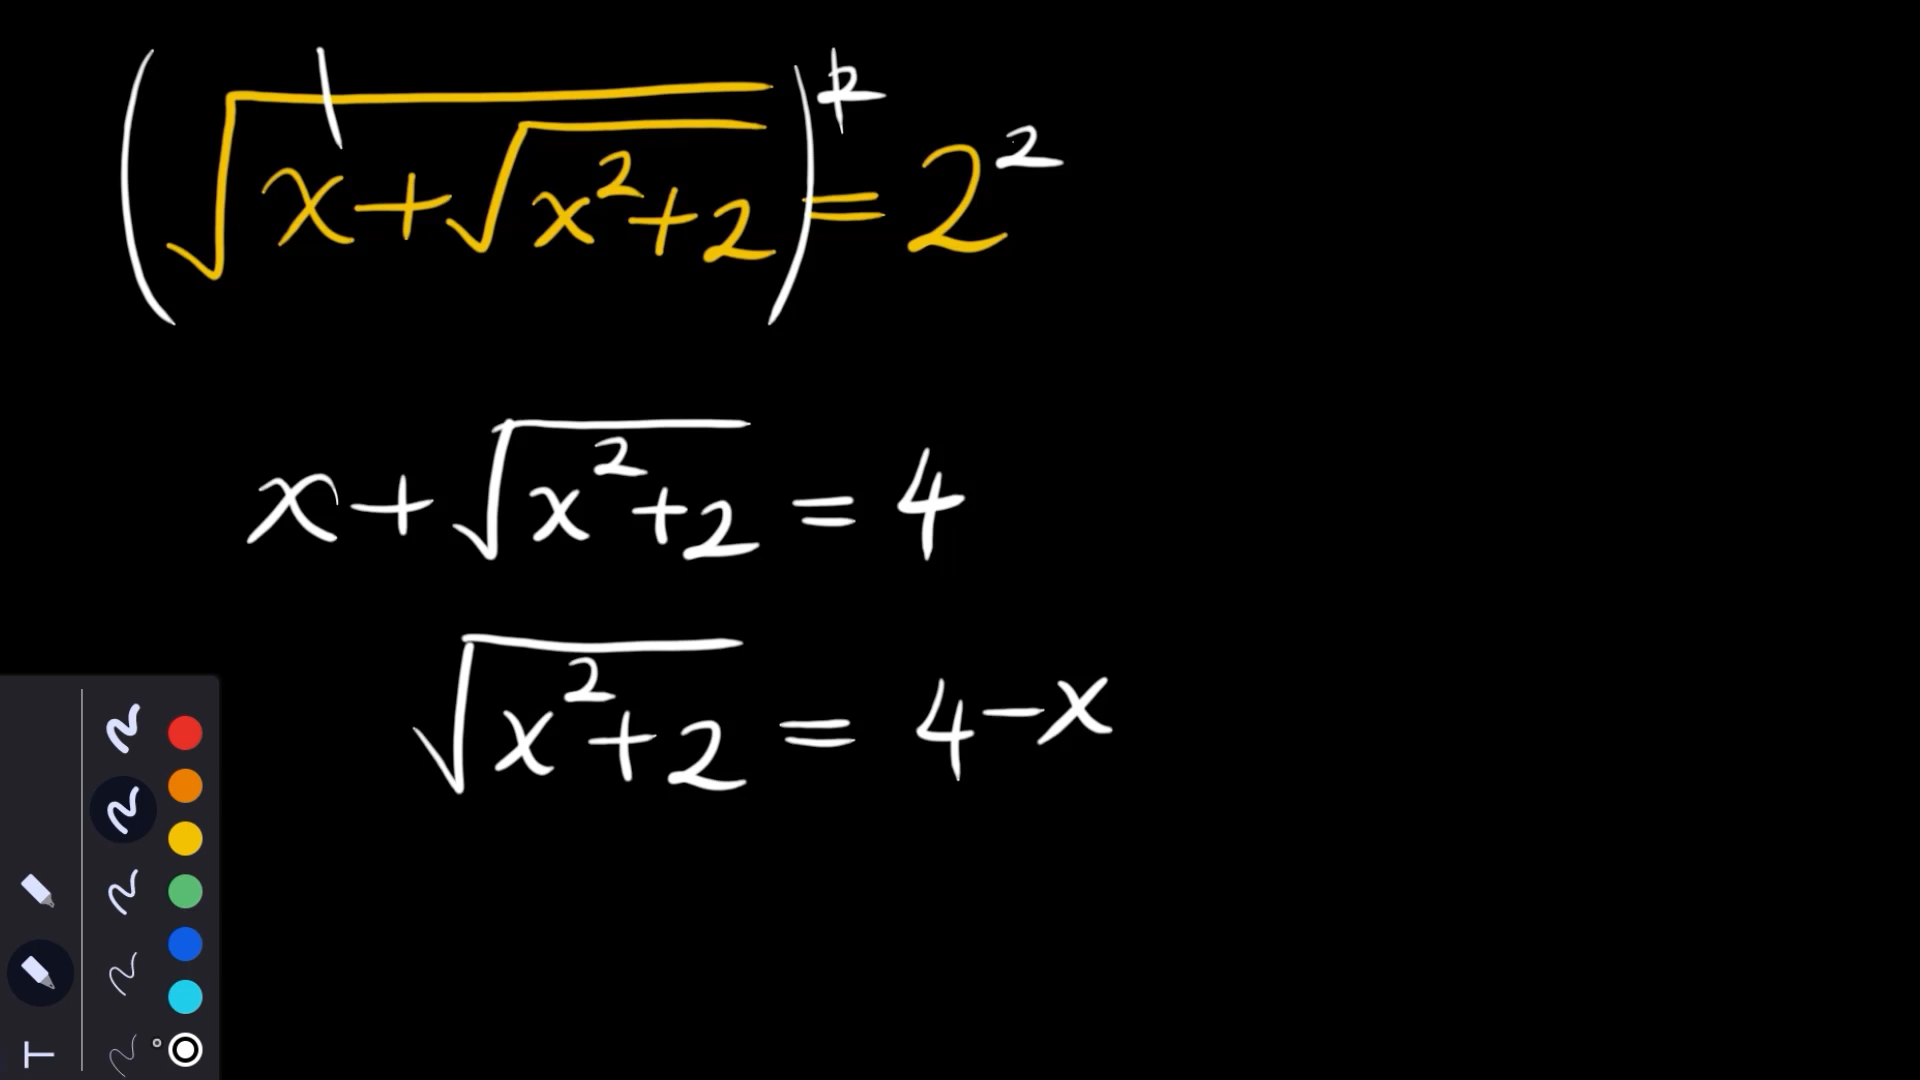 (√(x+√(x²+2)))² = 2²
x+√(x²+2) = 4
√(x²+2) = 4-x
T